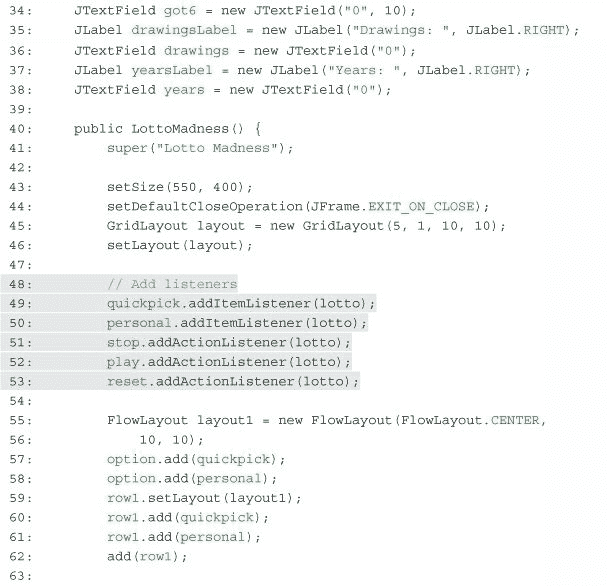 34:     JTextField got6 = new JTextField("0", 10);
35:     JLabel drawingsLabel = new JLabel("Drawings: ", JLabel.RIGHT);
36:     JTextField drawings = new JTextField("0");
37:     JLabel yearsLabel = new JLabel("Years: ", JLabel.RIGHT);
38:     JTextField years = new JTextField("0");
39:
40:     public LottoMadness() {
41:         super("Lotto Madness");
42:
43:         setSize(550, 400);
44:         setDefaultCloseOperation(JFrame.EXIT_ON_CLOSE);
45:         GridLayout layout = new GridLayout(5, 1, 10, 10);
46:         setLayout(layout);
47:
48:         // Add listeners
49:         quickpick.addItemListener(lotto);
50:         personal.addItemListener(lotto);
51:         stop.addActionListener(lotto);
52:         play.addActionListener(lotto);
53:         reset.addActionListener(lotto);
54:
55:         FlowLayout layout1 = new FlowLayout(FlowLayout.CENTER,
56:             10, 10);
57:         option.add(quickpick);
58:         option.add(personal);
59:         row1.setLayout(layout1);
60:         row1.add(quickpick);
61:         row1.add(personal);
62:         add(row1);
63: